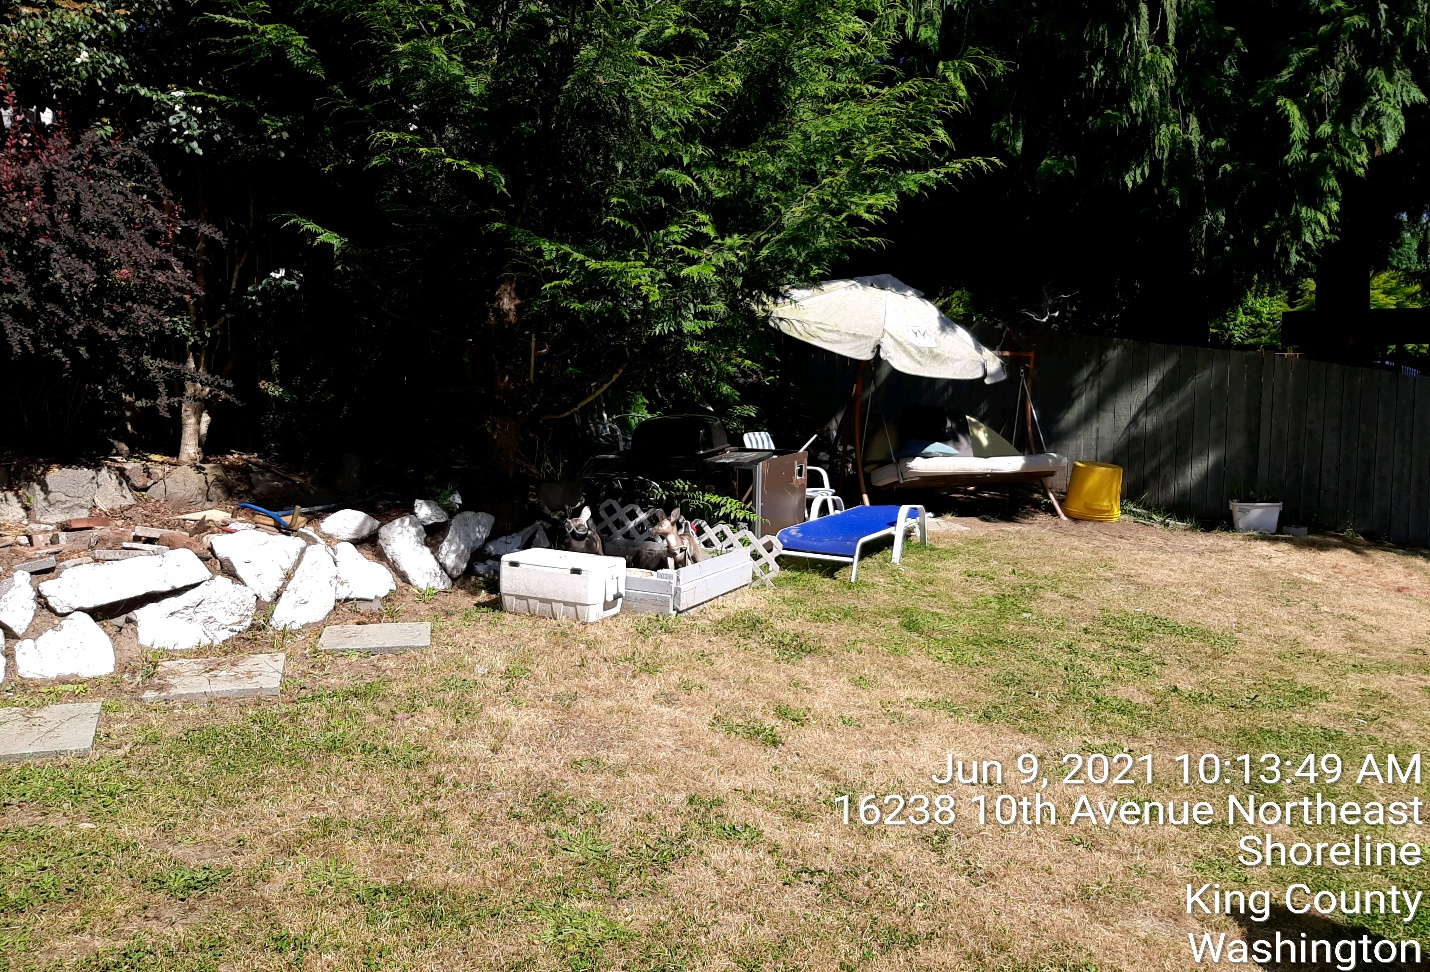 Jun 9, 2021 10:13:49 AM
16238 10th Avenue Northeast
Shoreline
King County
Washington